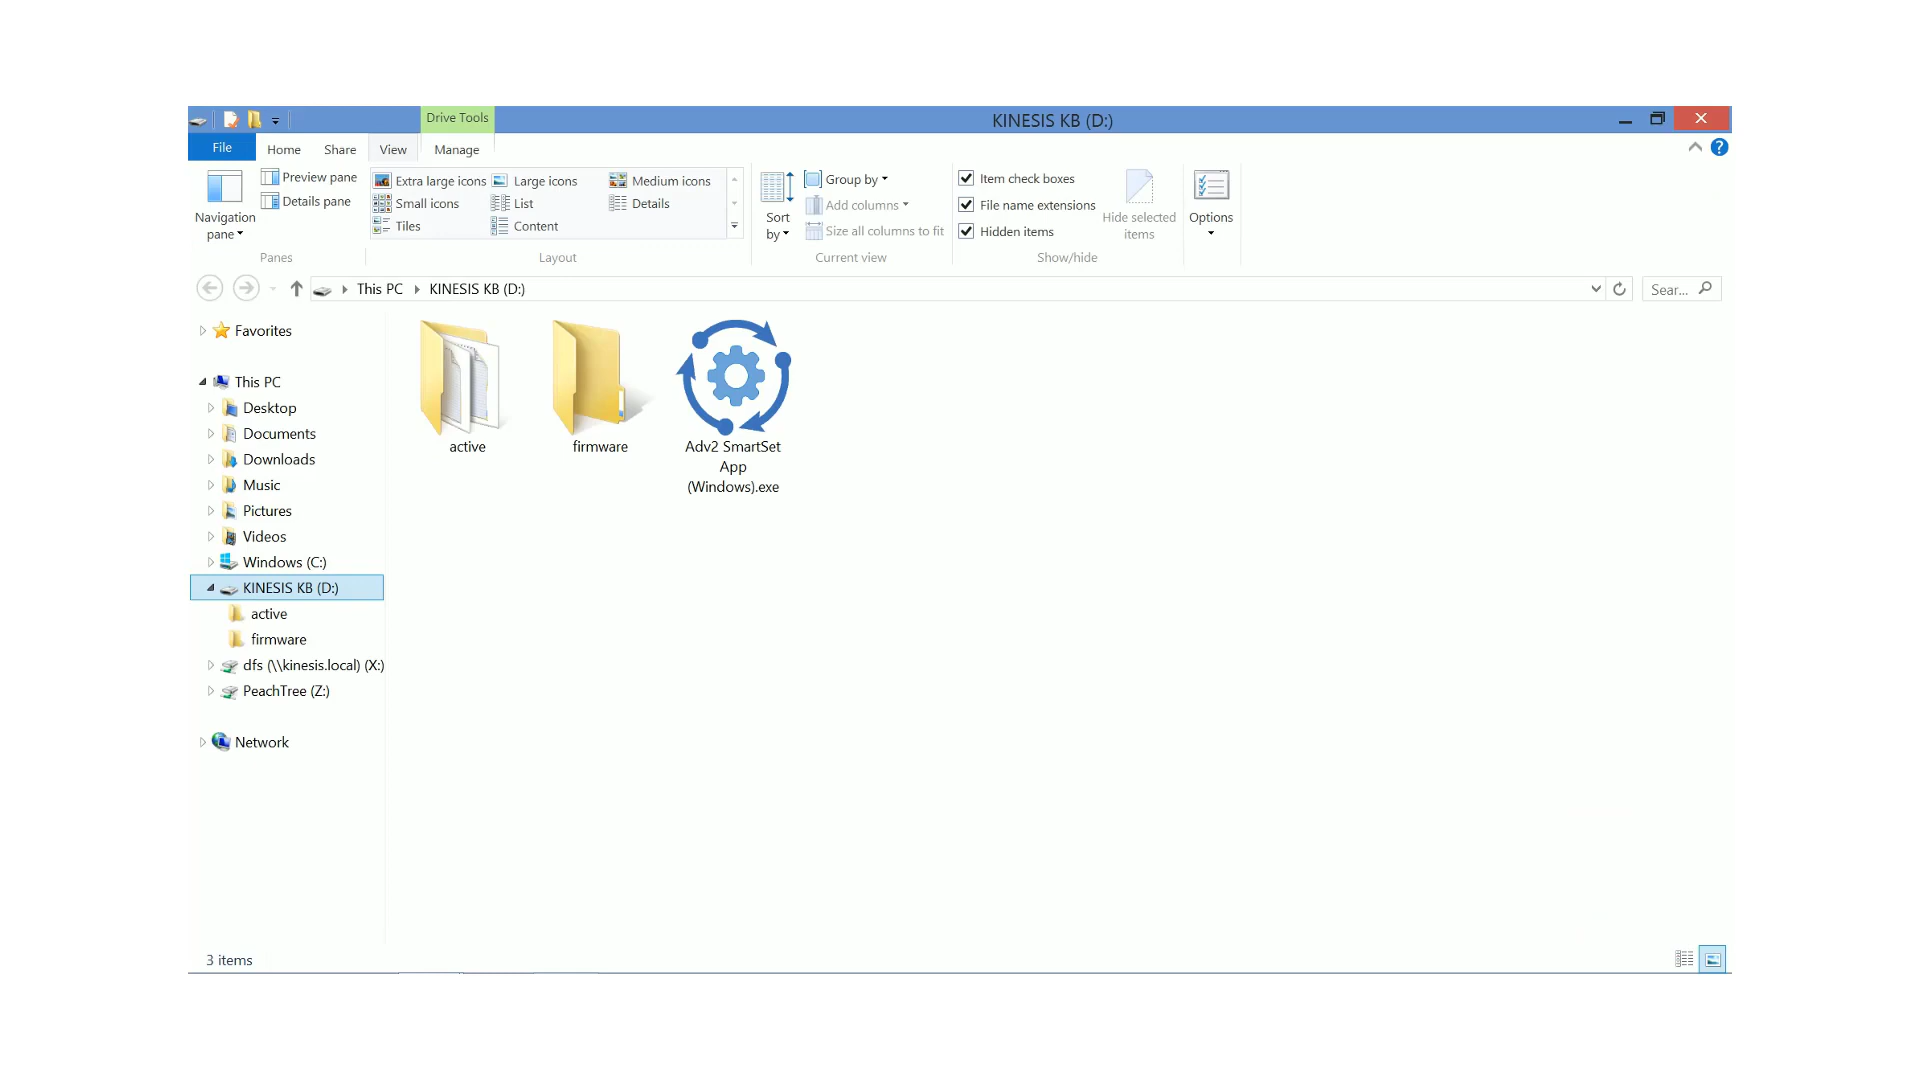 Drive Tools
KINESIS KB (D:)
File
Home
Share
View
Manage
Navigation
pane
Preview pane
Details pane
Panes
Extra large icons
Large icons
Medium icons
Small icons
List
Details
Tiles
Content
Layout
Sort
by
Group by
Add columns
Size all columns to fit
Current view
Item check boxes
File name extensions
Hidden items
Hide selected
items
Show/hide
Options
This PC
KINESIS KB (D:)
Sear...
Favorites
This PC
Desktop
Documents
Downloads
Music
Pictures
Videos
Windows (C:)
KINESIS KB (D:)
active
firmware
dfs (\\kinesis.local) (X:)
PeachTree (Z:)
Network
active
firmware
Adv2 SmartSet
App
(Windows).exe
3 items